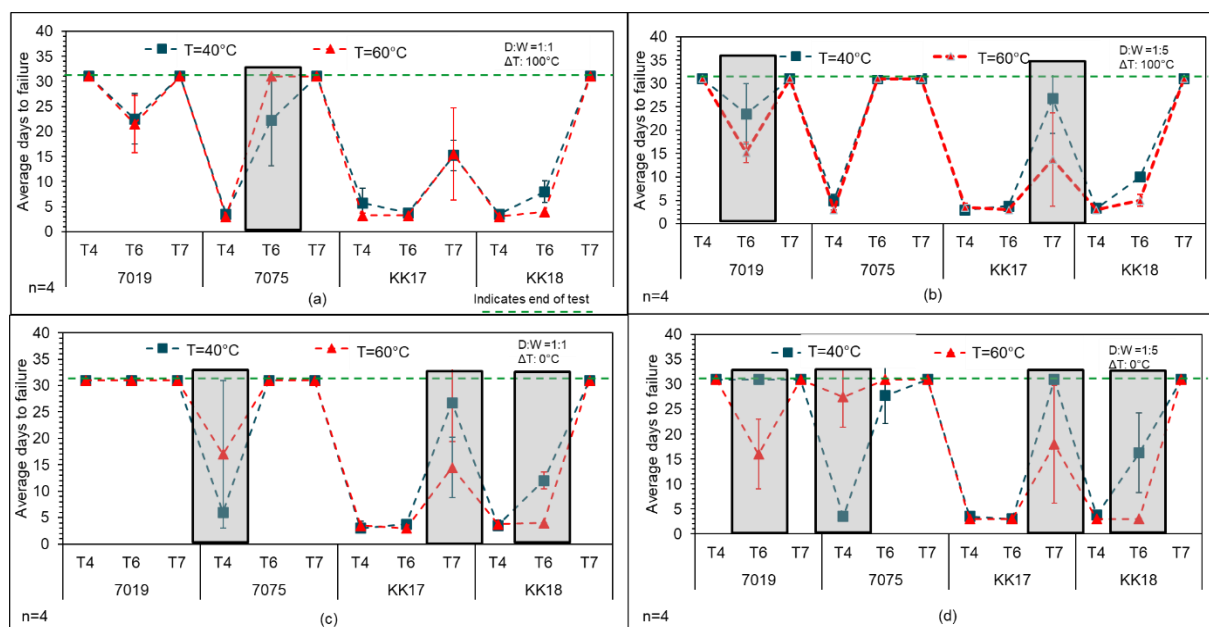 40
35
30
25
20
15
10
5
0
Average days to failure
T=40°C
T=60°C
D:W =1:1
ΔT: 100°C
T4 T6 T7 T4 T6 T7 T4 T6 T7 T4 T6 T7
7019 7075 KK17 KK18
n=4
(a)
Indicates end of test
40
35
30
25
20
15
10
5
0
Average days to failure
T=40°C
T=60°C
D:W =1:5
ΔT: 100°C
T4 T6 T7 T4 T6 T7 T4 T6 T7 T4 T6 T7
7019 7075 KK17 KK18
n=4
(b)
40
35
30
25
20
15
10
5
0
Average days to failure
T=40°C
T=60°C
D:W =1:1
ΔT: 0°C
T4 T6 T7 T4 T6 T7 T4 T6 T7 T4 T6 T7
7019 7075 KK17 KK18
n=4
(c)
40
35
30
25
20
15
10
5
0
Average days to failure
T=40°C
T=60°C
D:W =1:5
ΔT: 0°C
T4 T6 T7 T4 T6 T7 T4 T6 T7 T4 T6 T7
7019 7075 KK17 KK18
n=4
(d)